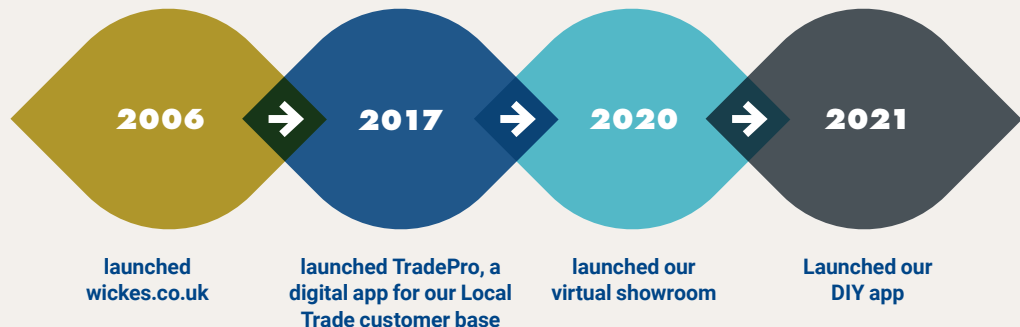 2006
2017
2020
2021
launched
wickes.co.uk
launched TradePro, a
digital app for our Local
Trade customer base
launched our
virtual showroom
Launched our
DIY app